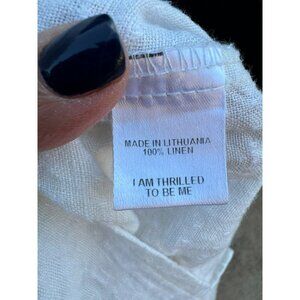 MADE IN LITHUANIA
100% LINEN
I AM THRILLED
TO BE ME